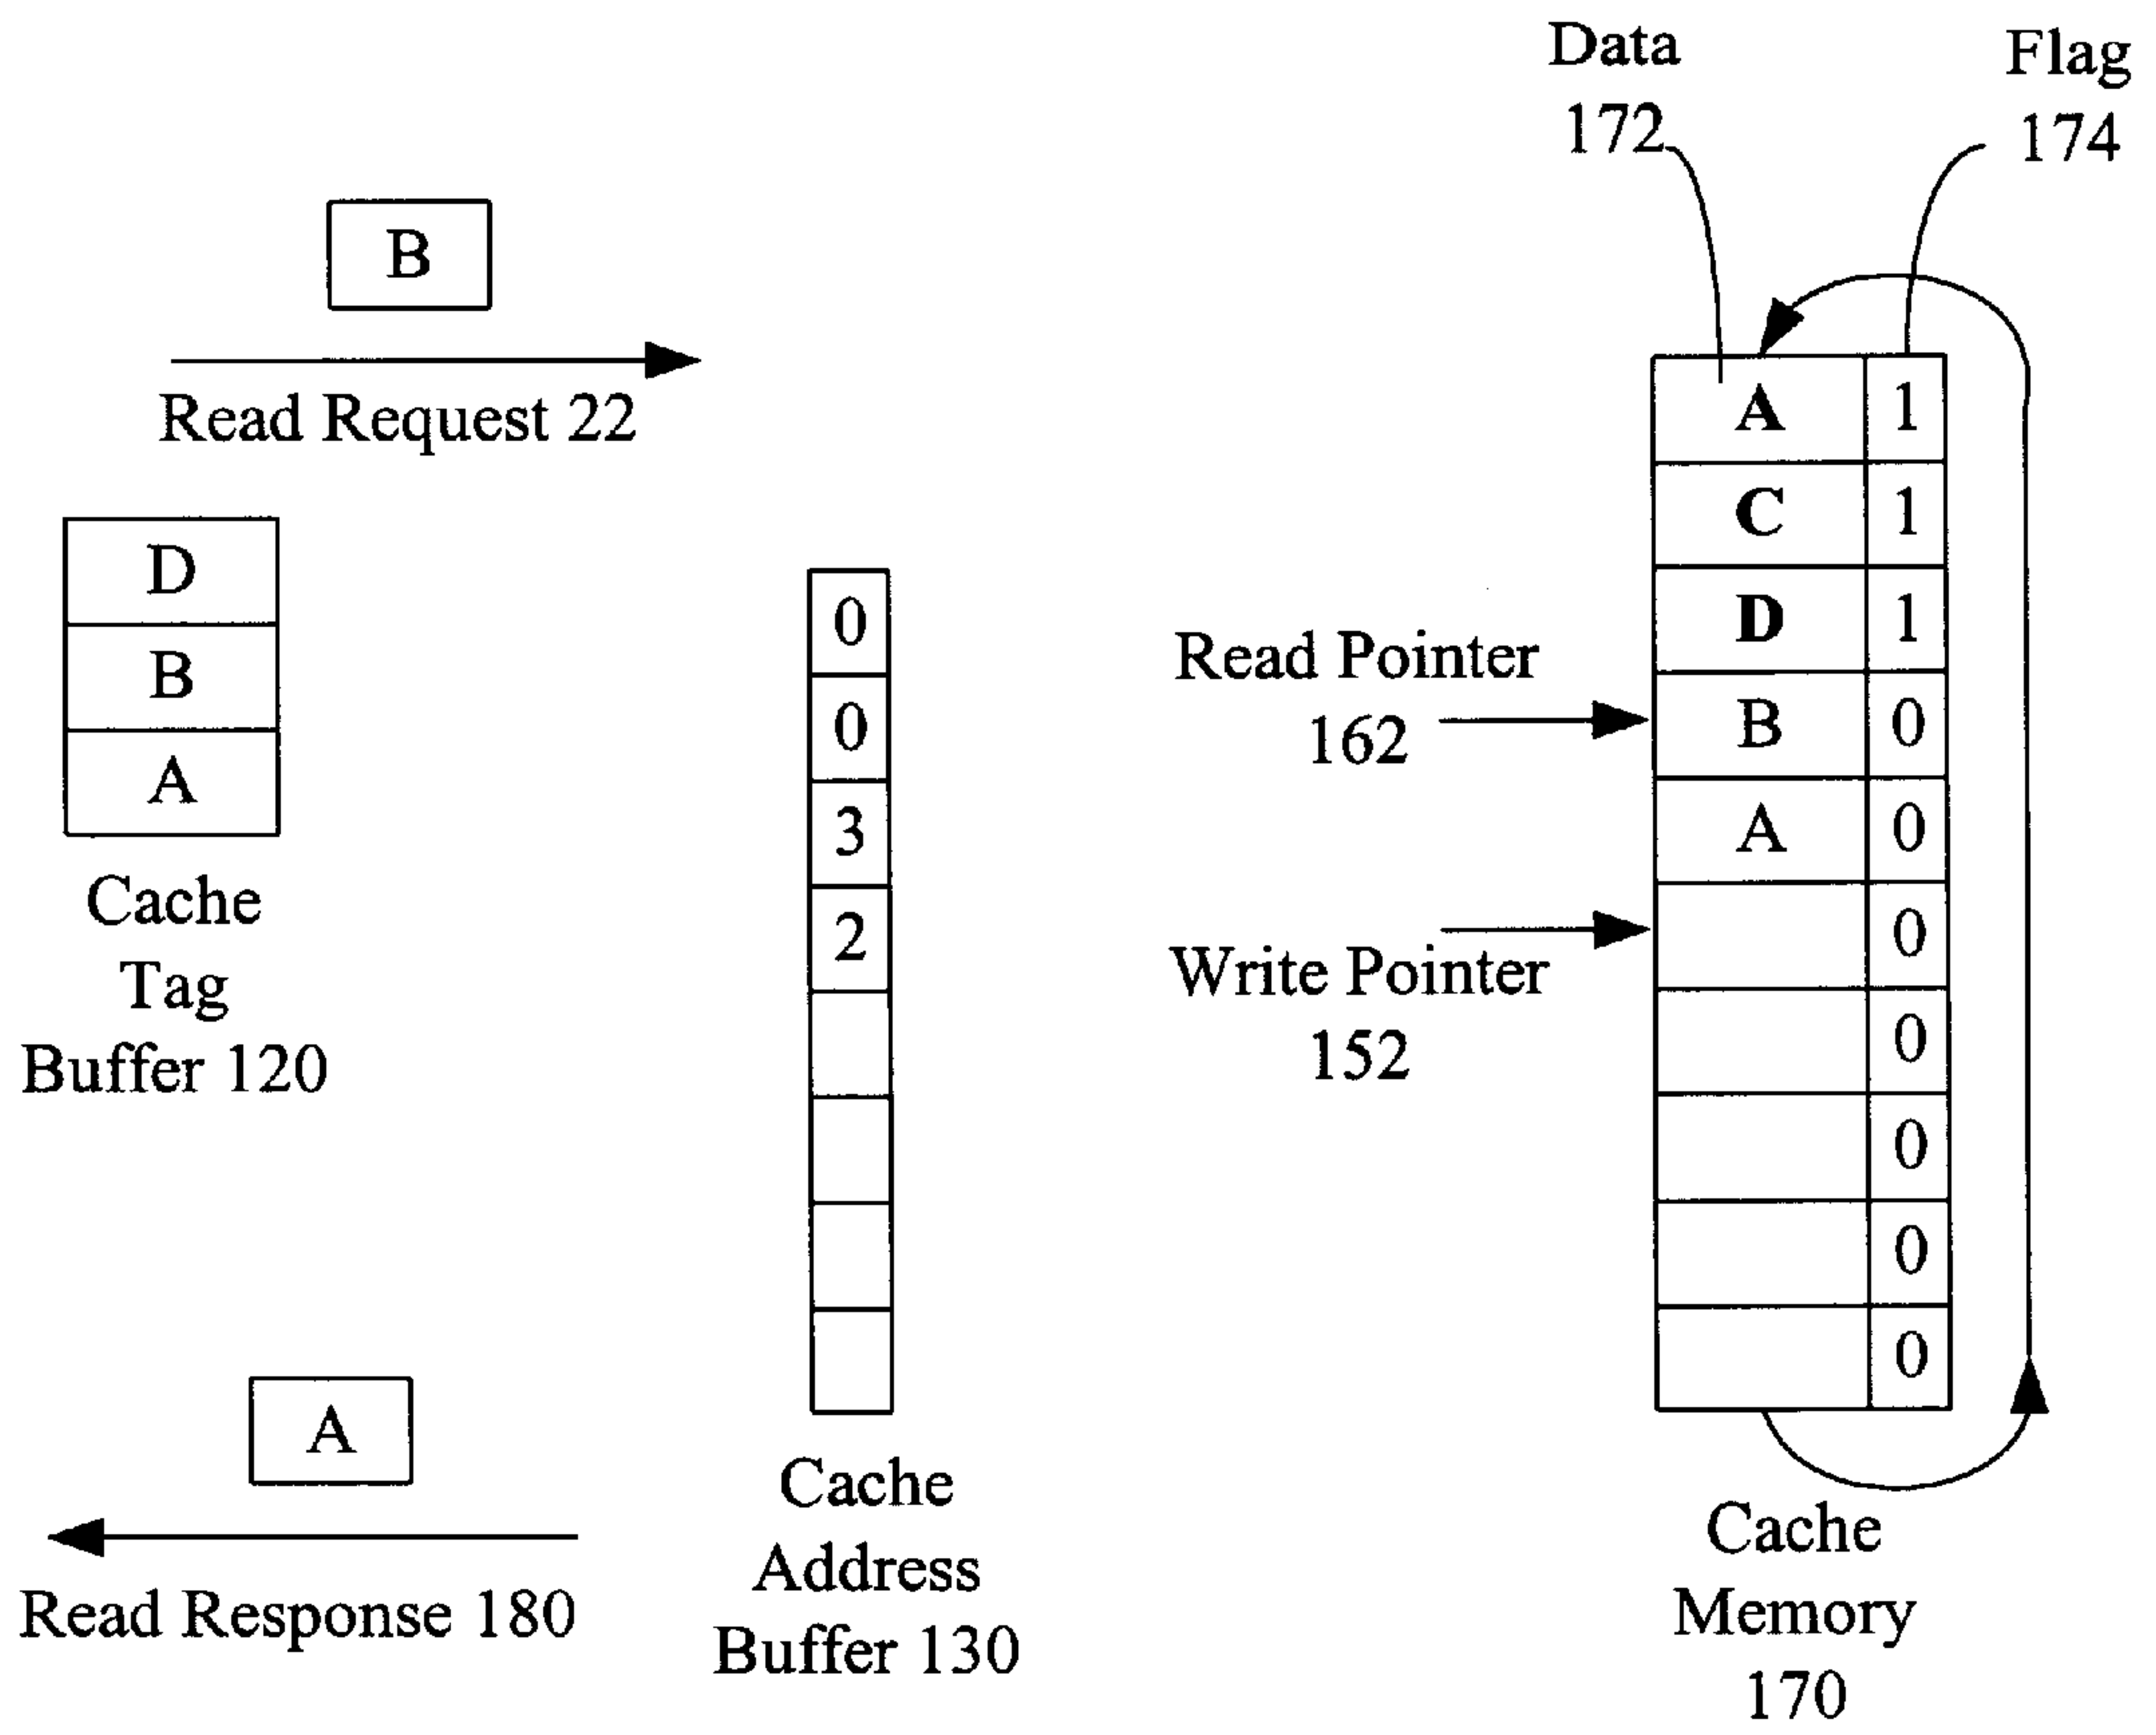 Data
172
Flag
174
B
Read Request 22
D
B
A
Cache
Tag
Buffer 120
A
Read Response 180
0
0
3
2
Cache
Address
Buffer 130
Read Pointer
162
Write Pointer
152
A 1
C 1
D 1
B 0
A 0
0
0
0
0
0
Cache
Memory
170